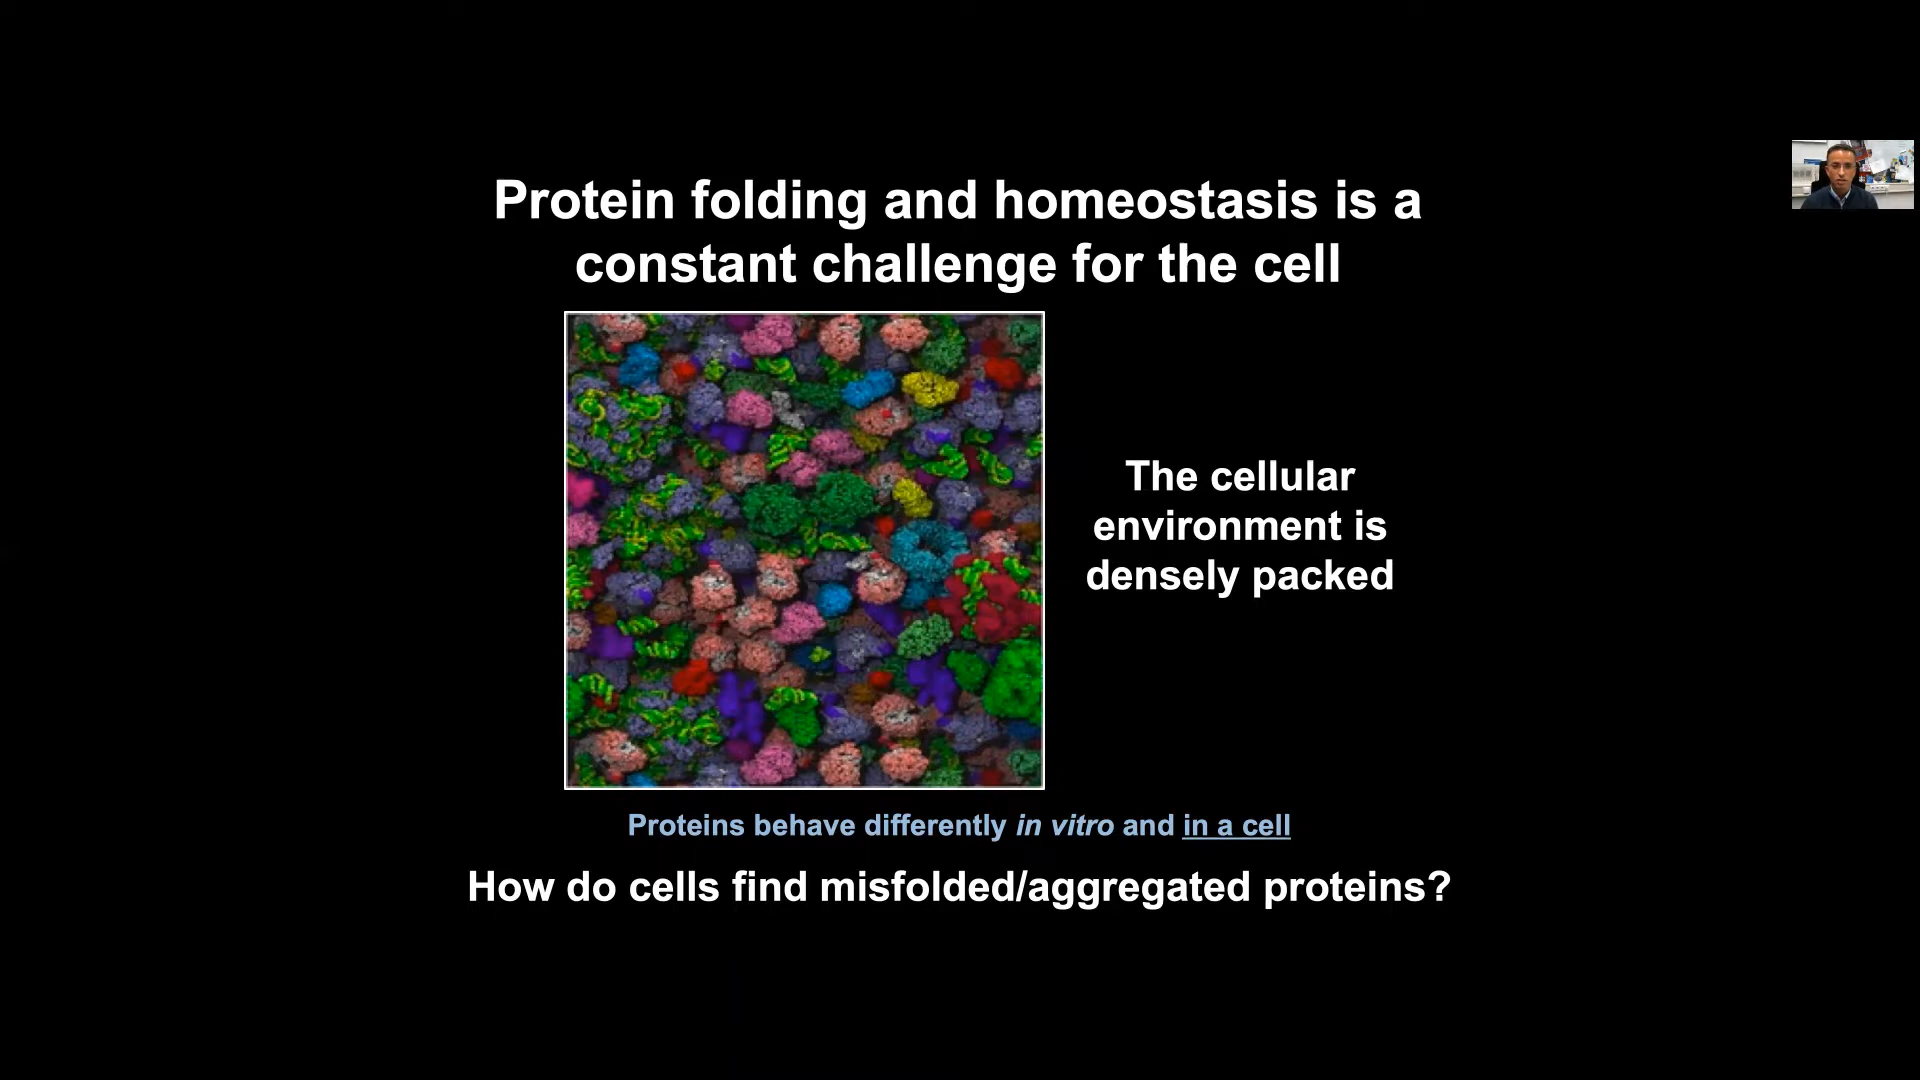 Protein folding and homeostasis is a
constant challenge for the cell
The cellular
environment is
densely packed
Proteins behave differently in vitro and in a cell
How do cells find misfolded/aggregated proteins?